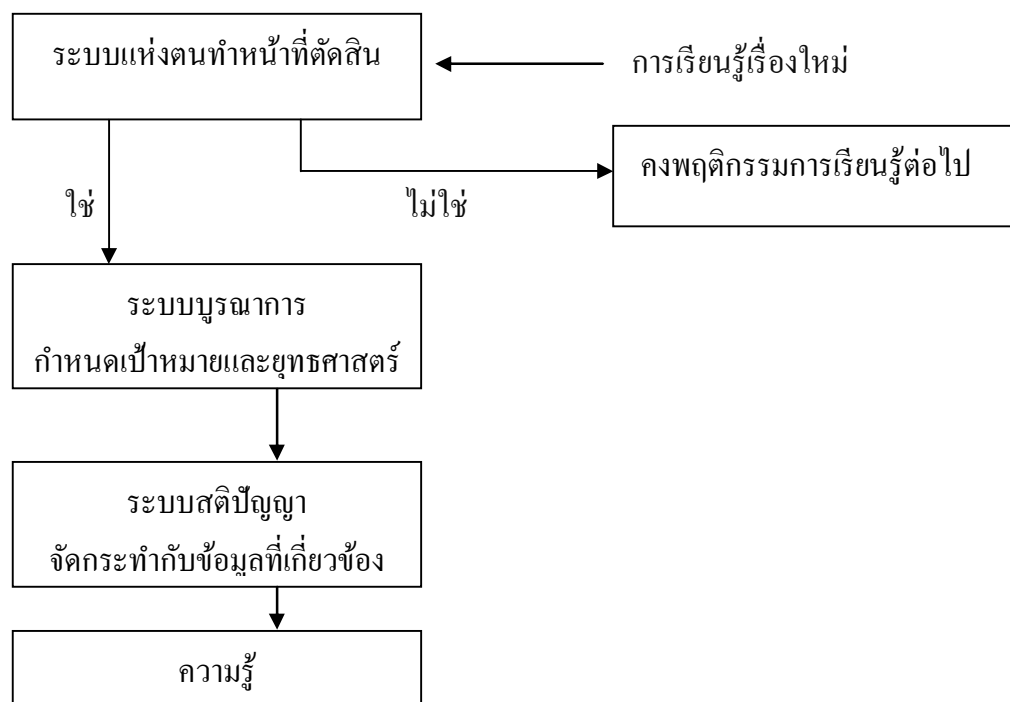 ระบบแห่งตนทำหน้าที่ตัดสิน
การเรียนรู้เรื่องใหม่
คงพฤติกรรมการเรียนรู้ต่อไป
ใช่
ไม่ใช่
ระบบบูรณาการ
กำหนดเป้าหมายและยุทธศาสตร์
ระบบสติปัญญา
จัดกระทำกับข้อมูลที่เกี่ยวข้อง
ความรู้